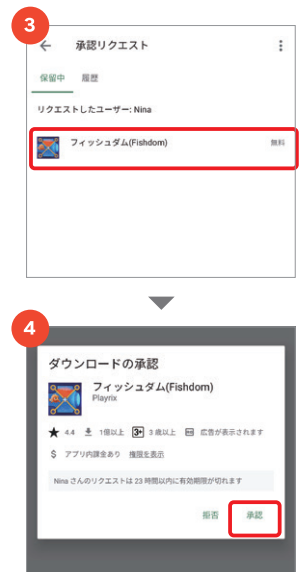 3
承認リクエスト
保留中 履歴
リクエストしたユーザー: Nina
フィッシュダム(Fishdom) 無料
4
ダウンロードの承認
フィッシュダム(Fishdom)
Playrix
4.4 1億以上 3+ 3 歳以上 広告が表示されます
$ アプリ内課金あり 権限を表示
Nina さんのリクエストは 23 時間以内に有効期限が切れます
拒否 承認